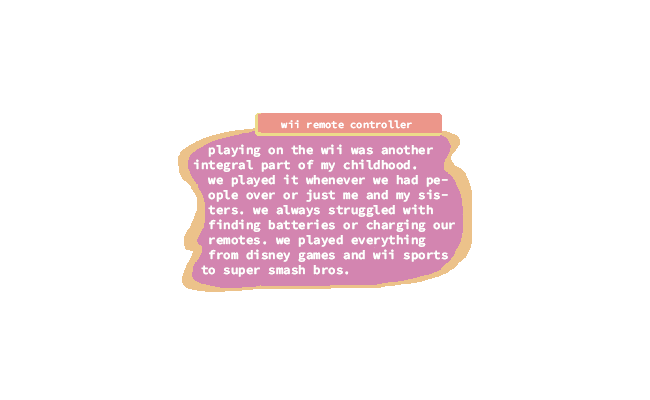 wii remote controller
playing on the wii was another
integral part of my childhood.
we played it whenever we had pe-
ople over or just me and my sis-
ters. we always struggled with
finding batteries or charging our
remotes. we played everything
from disney games and wii sports
to super smash bros.